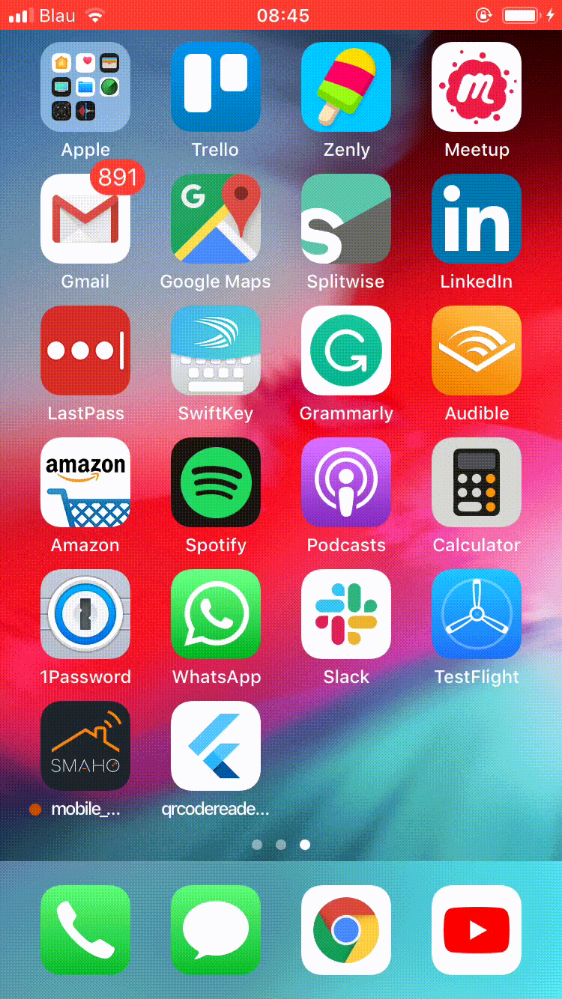 Blau 08:45
Apple Trello Zenly Meetup
891
Gmail Google Maps Splitwise LinkedIn
LastPass SwiftKey Grammarly Audible
amazon
Amazon Spotify Podcasts Calculator
1Password WhatsApp Slack TestFlight
SMAHO
mobile_... qrcodereade...